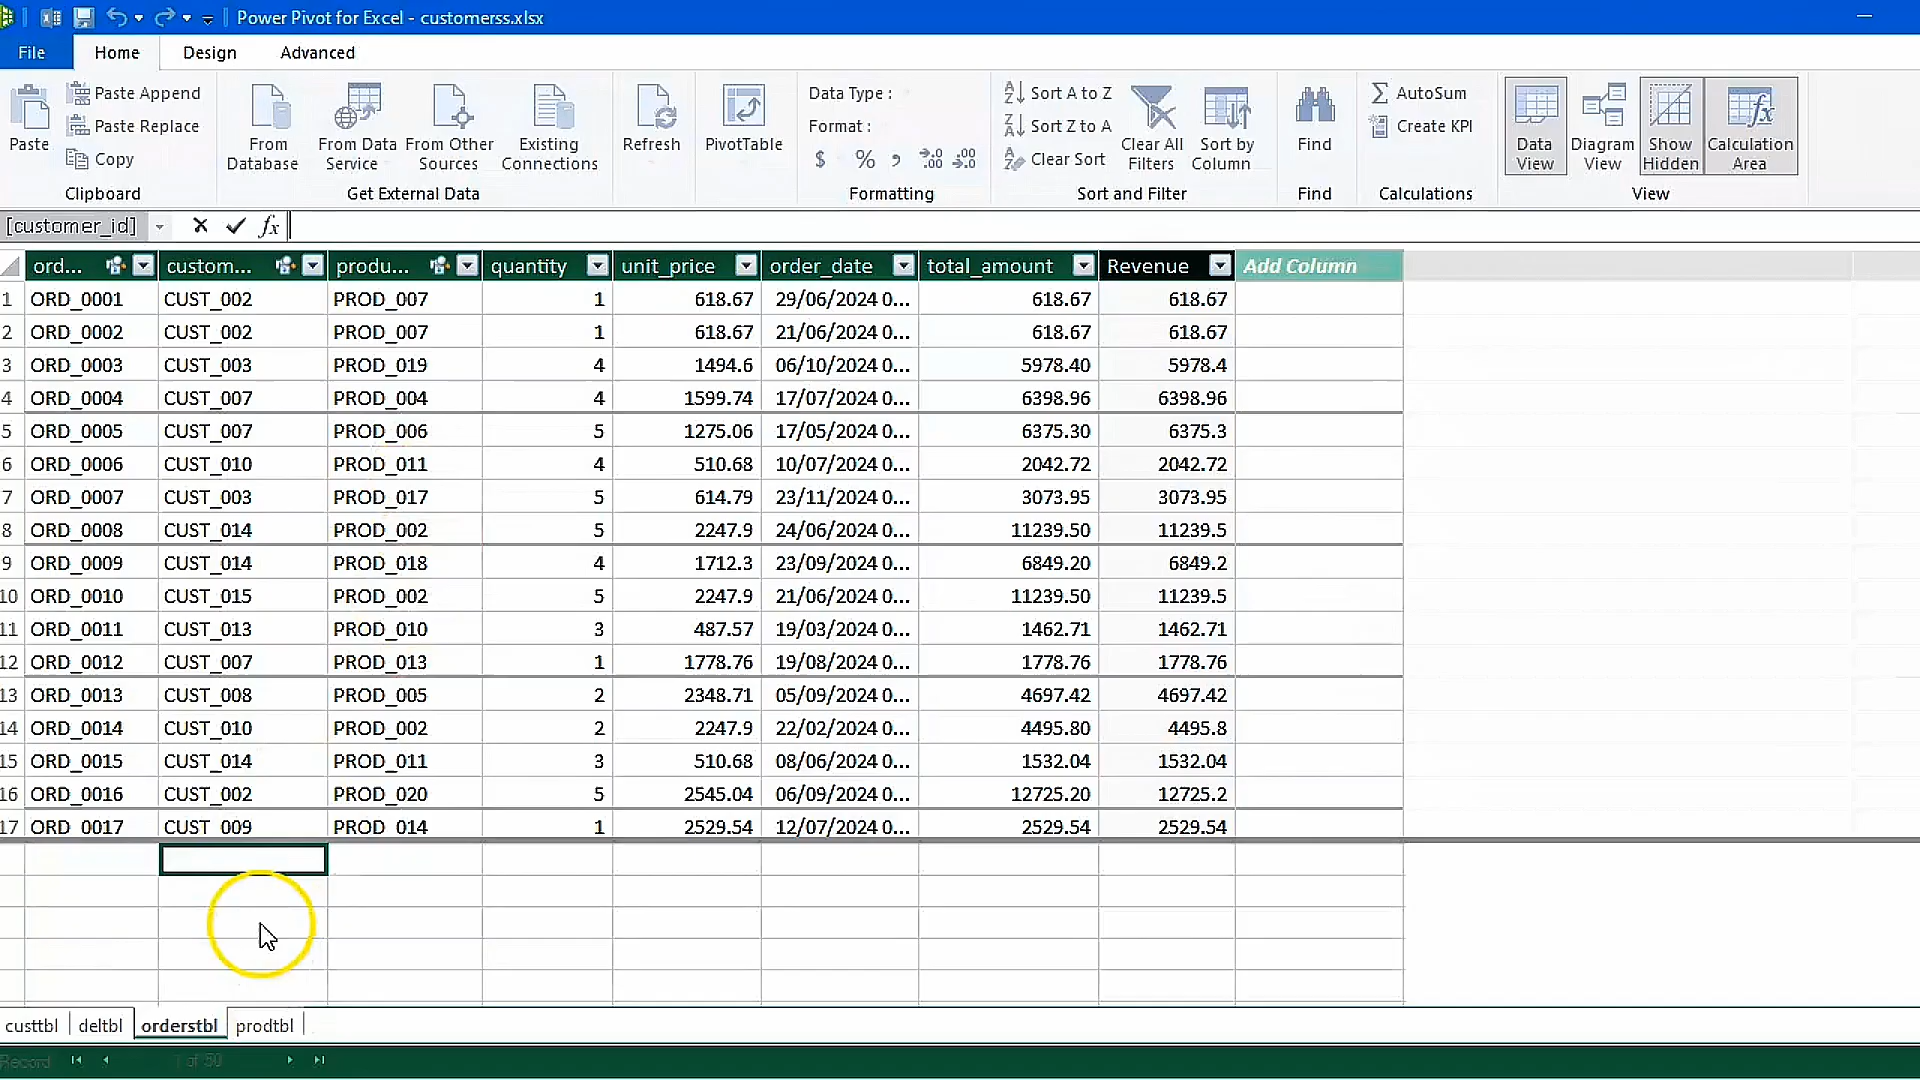 Power Pivot for Excel - customerss.xlsx
File Home Design Advanced
Paste
Paste Append
Paste Replace
Copy
Clipboard
From Database
From Data Service
From Other Sources
Existing Connections
Get External Data
Refresh
PivotTable
Data Type :
Format :
$ % ,
Formatting
Sort A to Z
Sort Z to A
Clear Sort
Clear All Filters
Sort by Column
Sort and Filter
Find
Find
AutoSum
Create KPI
Calculations
Data View
Diagram View
Show Hidden
Calculation Area
View
[customer_id] fx
ord... custom... produ... quantity unit_price order_date total_amount Revenue Add Column
1 ORD_0001 CUST_002 PROD_007 1 618.67 29/06/2024 0... 618.67 618.67
2 ORD_0002 CUST_002 PROD_007 1 618.67 21/06/2024 0... 618.67 618.67
3 ORD_0003 CUST_003 PROD_019 4 1494.6 06/10/2024 0... 5978.40 5978.4
4 ORD_0004 CUST_007 PROD_004 4 1599.74 17/07/2024 0... 6398.96 6398.96
5 ORD_0005 CUST_007 PROD_006 5 1275.06 17/05/2024 0... 6375.30 6375.3
6 ORD_0006 CUST_010 PROD_011 4 510.68 10/07/2024 0... 2042.72 2042.72
7 ORD_0007 CUST_003 PROD_017 5 614.79 23/11/2024 0... 3073.95 3073.95
8 ORD_0008 CUST_014 PROD_002 5 2247.9 24/06/2024 0... 11239.50 11239.5
9 ORD_0009 CUST_014 PROD_018 4 1712.3 23/09/2024 0... 6849.20 6849.2
10 ORD_0010 CUST_015 PROD_002 5 2247.9 21/06/2024 0... 11239.50 11239.5
11 ORD_0011 CUST_013 PROD_010 3 487.57 19/03/2024 0... 1462.71 1462.71
12 ORD_0012 CUST_007 PROD_013 1 1778.76 19/08/2024 0... 1778.76 1778.76
13 ORD_0013 CUST_008 PROD_005 2 2348.71 05/09/2024 0... 4697.42 4697.42
14 ORD_0014 CUST_010 PROD_002 2 2247.9 22/02/2024 0... 4495.80 4495.8
15 ORD_0015 CUST_014 PROD_011 3 510.68 08/06/2024 0... 1532.04 1532.04
16 ORD_0016 CUST_002 PROD_020 5 2545.04 06/09/2024 0... 12725.20 12725.2
17 ORD_0017 CUST_009 PROD_014 1 2529.54 12/07/2024 0... 2529.54 2529.54
custtbl deltbl orderstbl prodtbl
Record 1 of 50